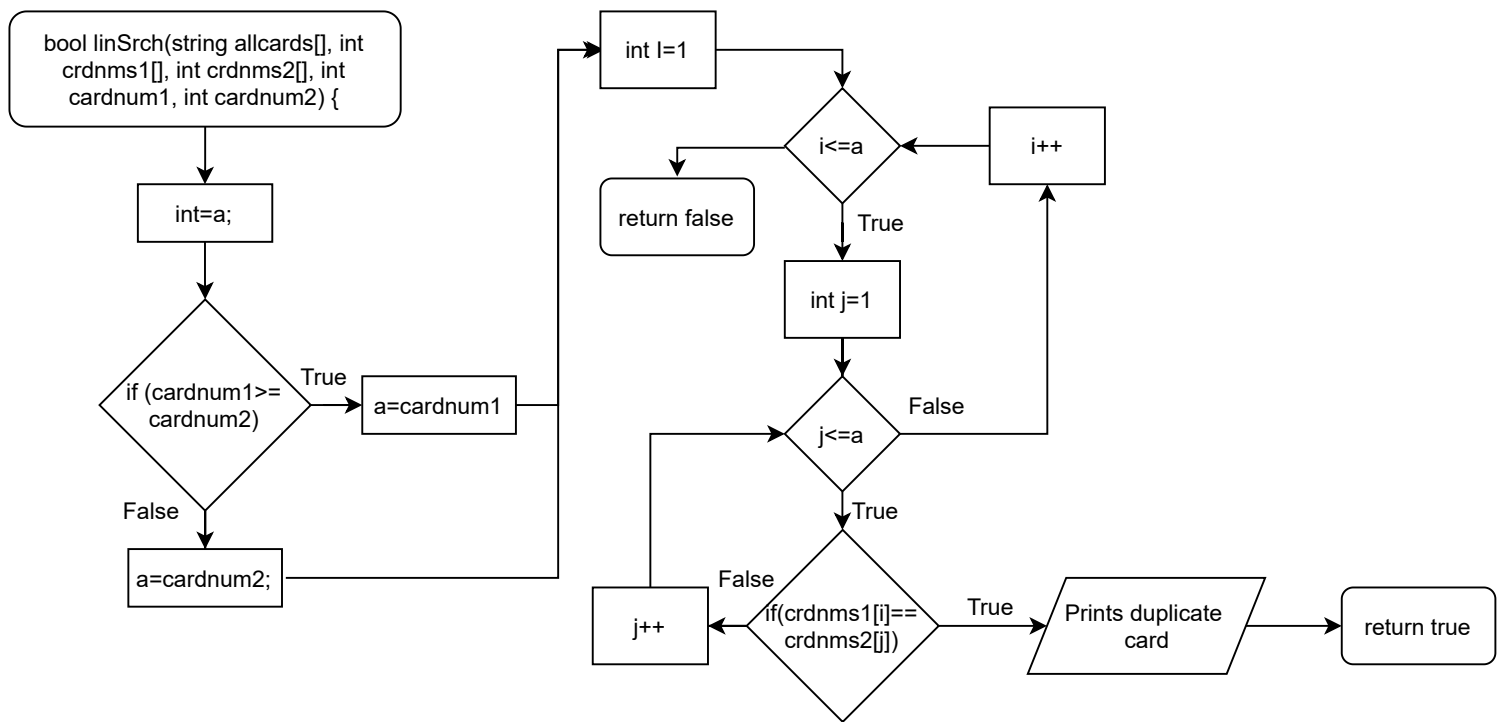 bool linSrch(string allcards[], int
crdnms1[], int crdnms2[], int
cardnum1, int cardnum2) {
int=a;
if (cardnum1>=
cardnum2)
True
a=cardnum1
False
a=cardnum2;
int I=1
i<=a
i++
return false
True
int j=1
j<=a
False
True
if(crdnms1[i]==
crdnms2[j])
False
j++
True
Prints duplicate
card
return true